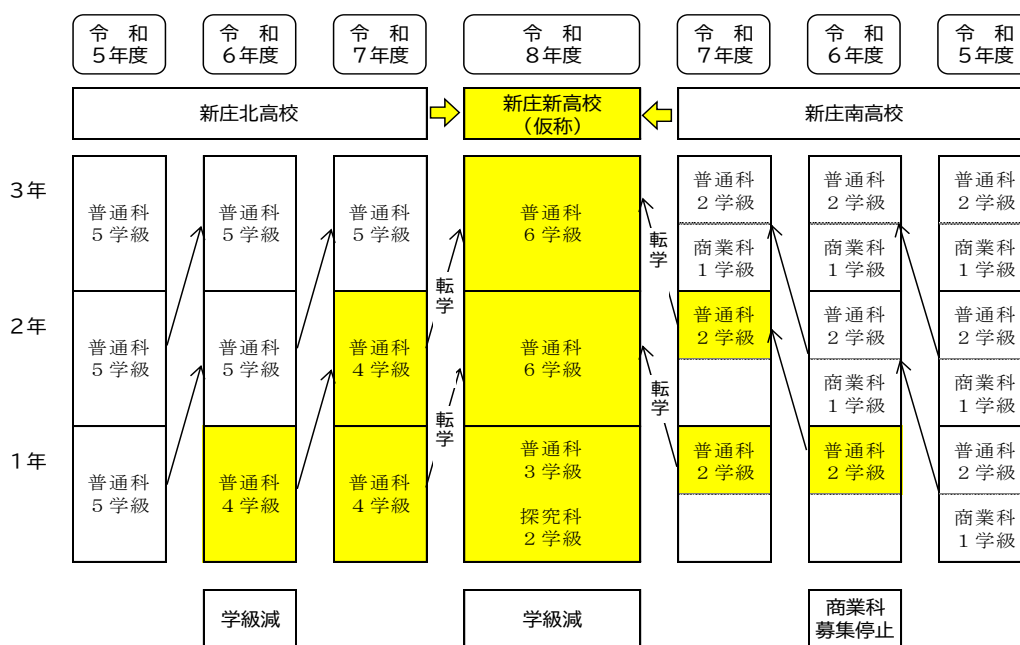 令和
5年度
令和
6年度
令和
7年度
令和
8年度
令和
7年度
令和
6年度
令和
5年度
新庄北高校
新庄新高校
（仮称）
新庄南高校
3年
普通科
5学級
普通科
5学級
普通科
5学級
普通科
6学級
転学
普通科
2学級
商業科
1学級
普通科
2学級
商業科
1学級
普通科
2学級
商業科
1学級
2年
普通科
5学級
普通科
5学級
普通科
4学級
転学
普通科
6学級
転学
普通科
2学級
普通科
2学級
商業科
1学級
普通科
2学級
商業科
1学級
1年
普通科
5学級
普通科
4学級
普通科
4学級
転学
普通科
3学級
探究科
2学級
普通科
2学級
普通科
2学級
普通科
2学級
商業科
1学級
学級減
学級減
商業科
募集停止